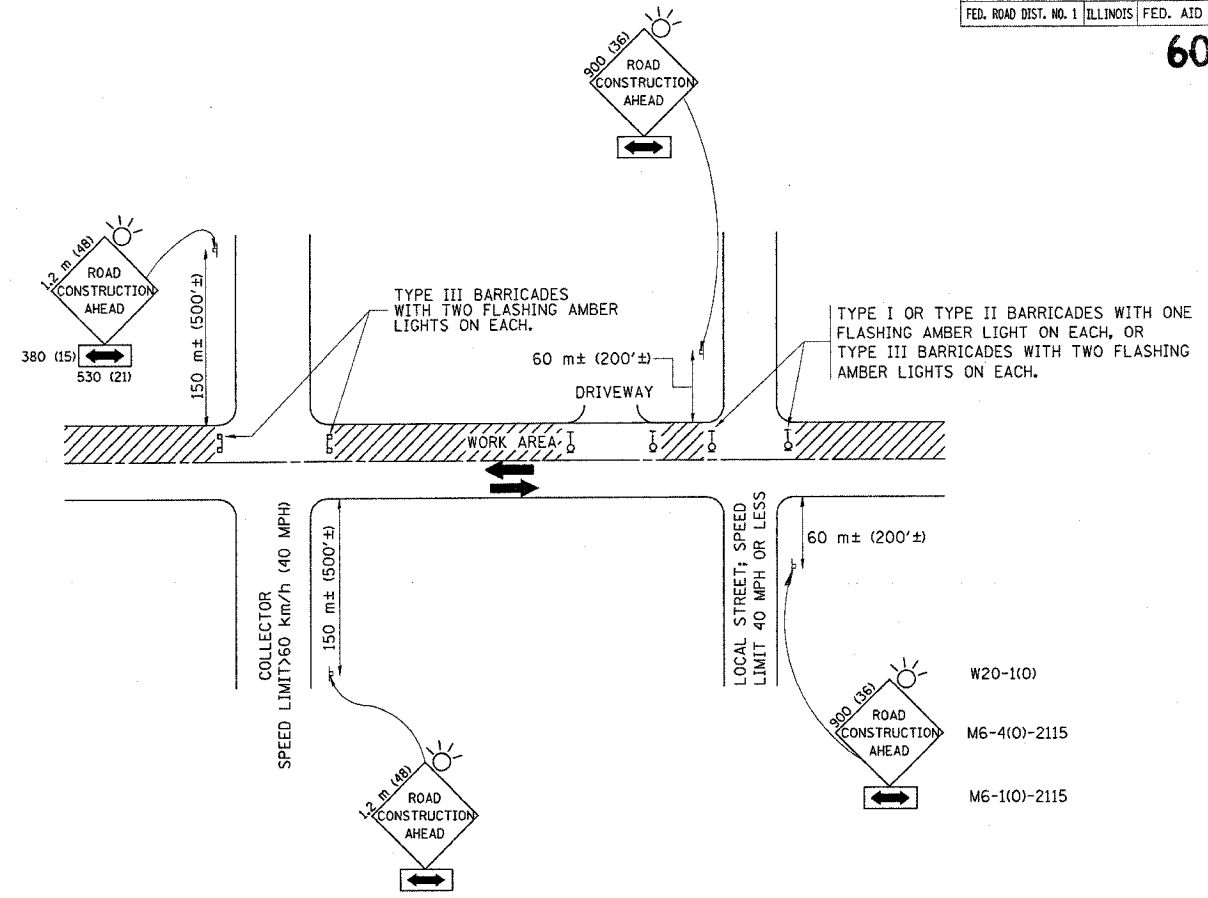 FED. ROAD DIST. NO. 1 ILLINOIS FED. AID
60
900 (36)
ROAD
CONSTRUCTION
AHEAD
1.2 m (48)
ROAD
CONSTRUCTION
AHEAD
380 (15)
530 (21)
150 m± (500'±)
TYPE III BARRICADES
WITH TWO FLASHING AMBER
LIGHTS ON EACH.
60 m± (200'±)
DRIVEWAY
TYPE I OR TYPE II BARRICADES WITH ONE
FLASHING AMBER LIGHT ON EACH, OR
TYPE III BARRICADES WITH TWO FLASHING
AMBER LIGHTS ON EACH.
WORK AREA
COLLECTOR
SPEED LIMIT>60 km/h (40 MPH)
150 m± (500'±)
LOCAL STREET; SPEED
LIMIT 40 MPH OR LESS
60 m± (200'±)
1.2 m (48)
ROAD
CONSTRUCTION
AHEAD
900 (36)
ROAD
CONSTRUCTION
AHEAD
W20-1(O)
M6-4(O)-2115
M6-1(O)-2115